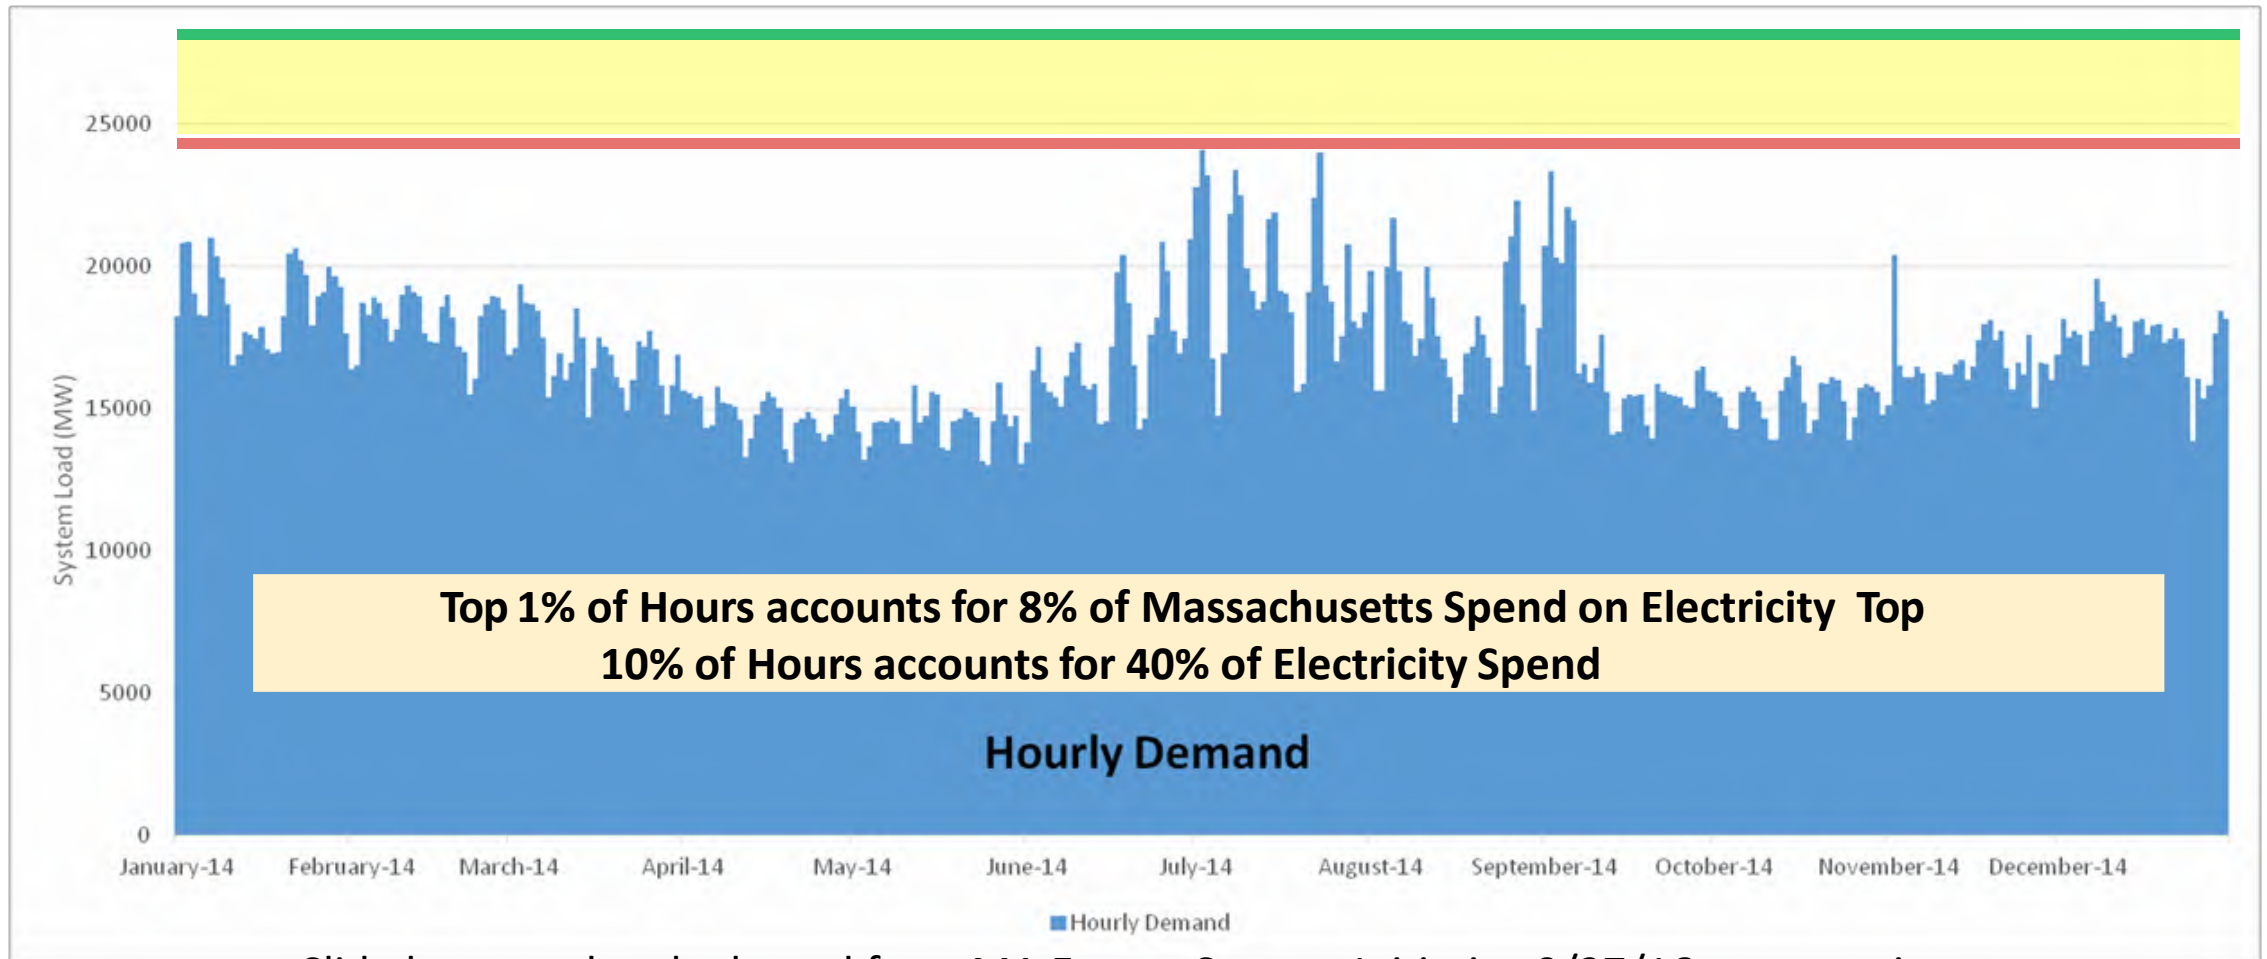 25000
20000
15000
10000
5000
0
System Load (MW)
Top 1% of Hours accounts for 8% of Massachusetts Spend on Electricity Top
10% of Hours accounts for 40% of Electricity Spend
Hourly Demand
January-14 February-14 March-14 April-14 May-14 June-14 July-14 August-14 September-14 October-14 November-14 December-14
Hourly Demand